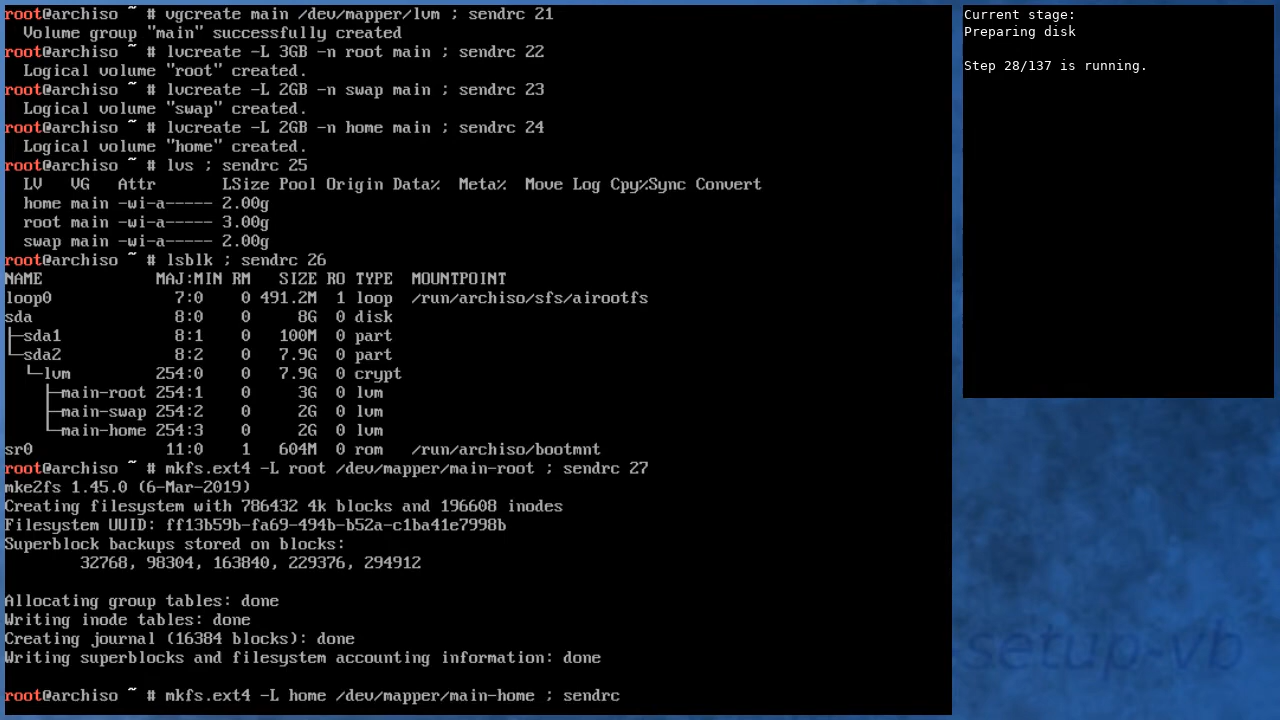 root@archiso ~ # vgcreate main /dev/mapper/lvm ; sendrc 21
  Volume group "main" successfully created
root@archiso ~ # lvcreate -L 3GB -n root main ; sendrc 22
  Logical volume "root" created.
root@archiso ~ # lvcreate -L 2GB -n swap main ; sendrc 23
  Logical volume "swap" created.
root@archiso ~ # lvcreate -L 2GB -n home main ; sendrc 24
  Logical volume "home" created.
root@archiso ~ # lvs ; sendrc 25
  LV   VG   Attr       LSize Pool Origin Data%  Meta%  Move Log Cpy%Sync Convert
  home main -wi-a----- 2.00g
  root main -wi-a----- 3.00g
  swap main -wi-a----- 2.00g
root@archiso ~ # lsblk ; sendrc 26
NAME            MAJ:MIN RM   SIZE RO TYPE  MOUNTPOINT
loop0             7:0    0 491.2M  1 loop  /run/archiso/sfs/airootfs
sda               8:0    0     8G  0 disk
├─sda1            8:1    0   100M  0 part
└─sda2            8:2    0   7.9G  0 part
  └─lvm         254:0    0   7.9G  0 crypt
    ├─main-root 254:1    0     3G  0 lvm
    ├─main-swap 254:2    0     2G  0 lvm
    └─main-home 254:3    0     2G  0 lvm
sr0              11:0    1   604M  0 rom   /run/archiso/bootmnt
root@archiso ~ # mkfs.ext4 -L root /dev/mapper/main-root ; sendrc 27
mke2fs 1.45.0 (6-Mar-2019)
Creating filesystem with 786432 4k blocks and 196608 inodes
Filesystem UUID: ff13b59b-fa69-494b-b52a-c1ba41e7998b
Superblock backups stored on blocks:
        32768, 98304, 163840, 229376, 294912

Allocating group tables: done
Writing inode tables: done
Creating journal (16384 blocks): done
Writing superblocks and filesystem accounting information: done

root@archiso ~ # mkfs.ext4 -L home /dev/mapper/main-home ; sendrc
Current stage:
Preparing disk

Step 28/137 is running.
setup-vb